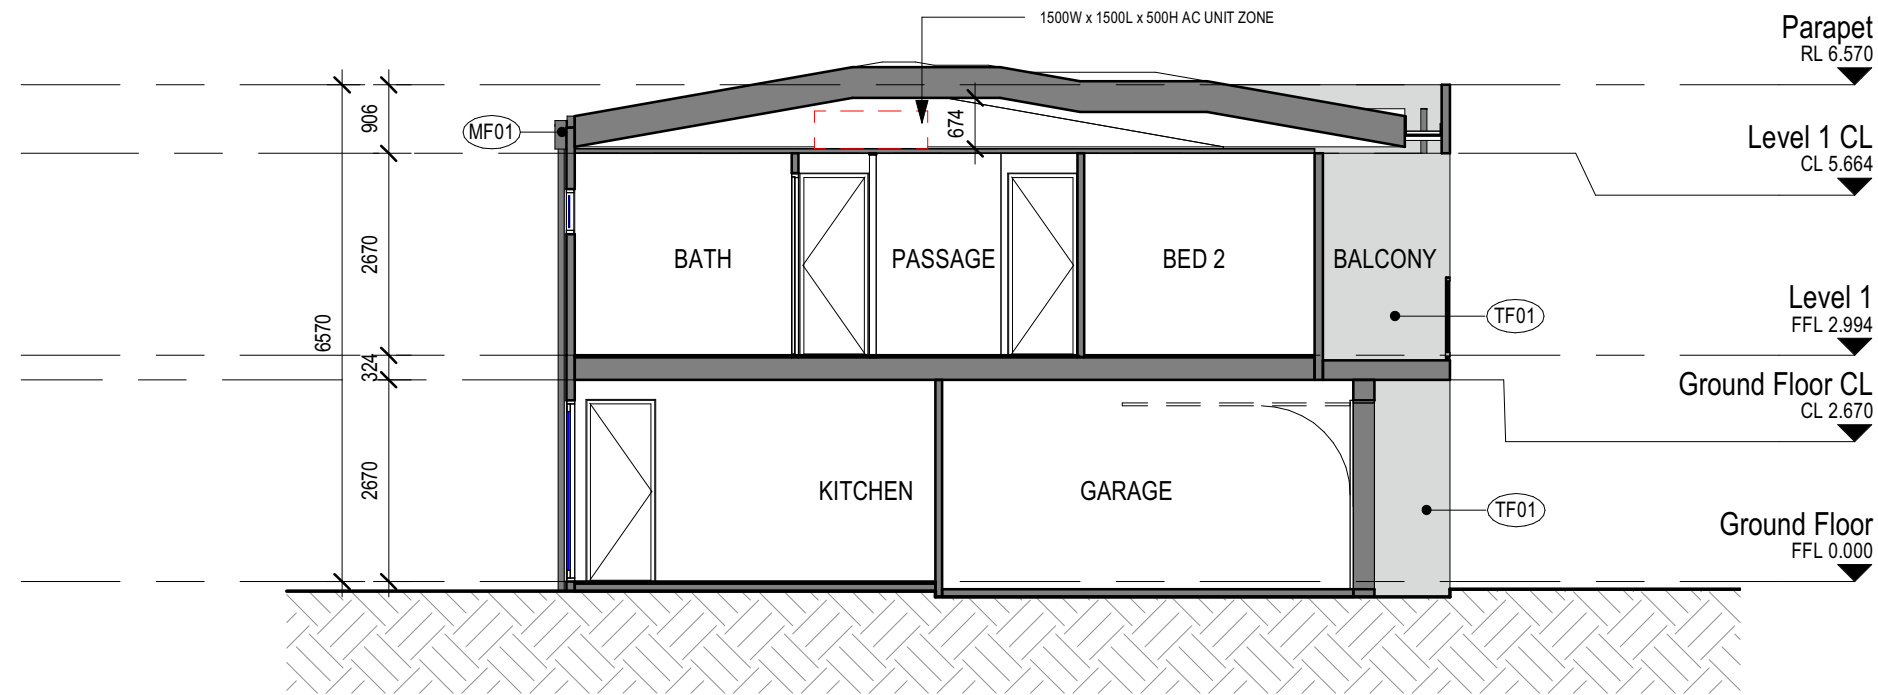 1500W x 1500L x 500H AC UNIT ZONE
Parapet
RL 6.570
906
MF01
674
Level 1 CL
CL 5.664
2670
BATH
PASSAGE
BED 2
BALCONY
6570
TF01
Level 1
FFL 2.994
324
Ground Floor CL
CL 2.670
2670
KITCHEN
GARAGE
TF01
Ground Floor
FFL 0.000